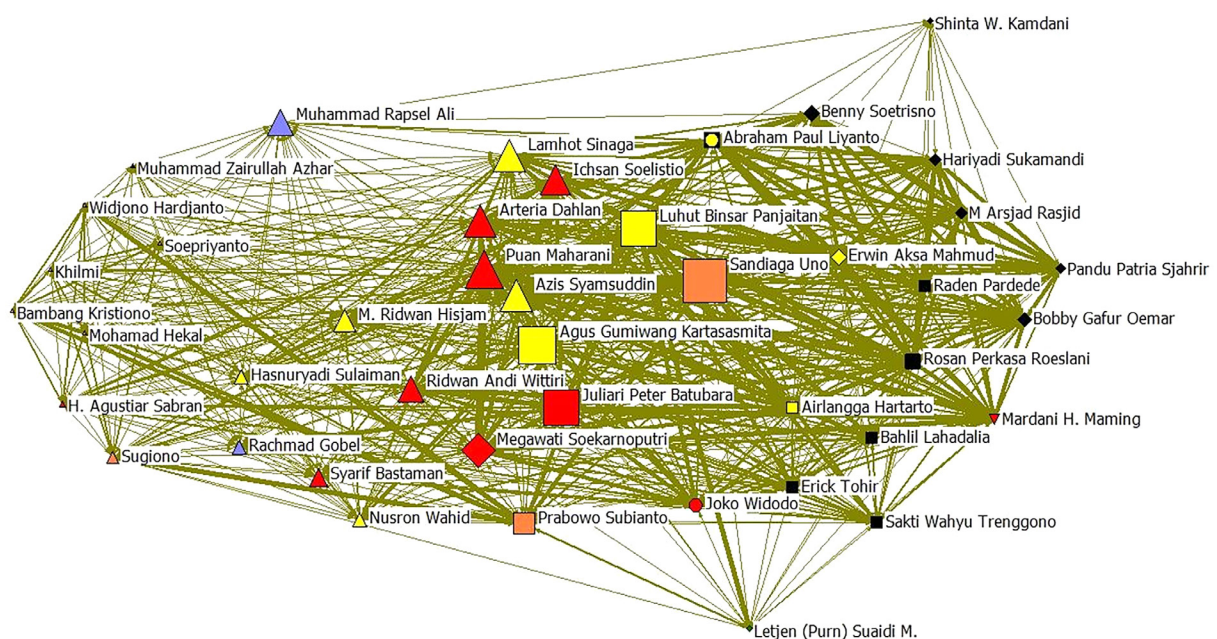 Shinta W. Kamdani
Muhammad Rapsel Ali
Benny Soetrisno
Abraham Paul Liyanto
Lamhot Sinaga
Hariyadi Sukamandi
Muhammad Zairullah Azhar
Ichsan Soelistio
Widjono Hardjanto
Arteria Dahlan
Luhut Binsar Panjaitan
M Arsjad Rasjid
Soepriyanto
Puan Maharani
Sandiaga Uno
Erwin Aksa Mahmud
Khilmi
Pandu Patria Sjahrir
Azis Syamsuddin
Raden Pardede
Bambang Kristiono
M. Ridwan Hisjam
Bobby Gafur Oemar
Mohamad Hekal
Agus Gumiwang Kartasasmita
Rosan Perkasa Roeslani
Hasnuryadi Sulaiman
Ridwan Andi Wittiri
Juliari Peter Batubara
H. Agustiar Sabran
Airlangga Hartarto
Mardani H. Maming
Rachmad Gobel
Megawati Soekarnoputri
Bahlil Lahadalia
Sugiono
Syarif Bastaman
Erick Tohir
Joko Widodo
Nusron Wahid
Prabowo Subianto
Sakti Wahyu Trenggono
Letjen (Purn) Suaidi M.